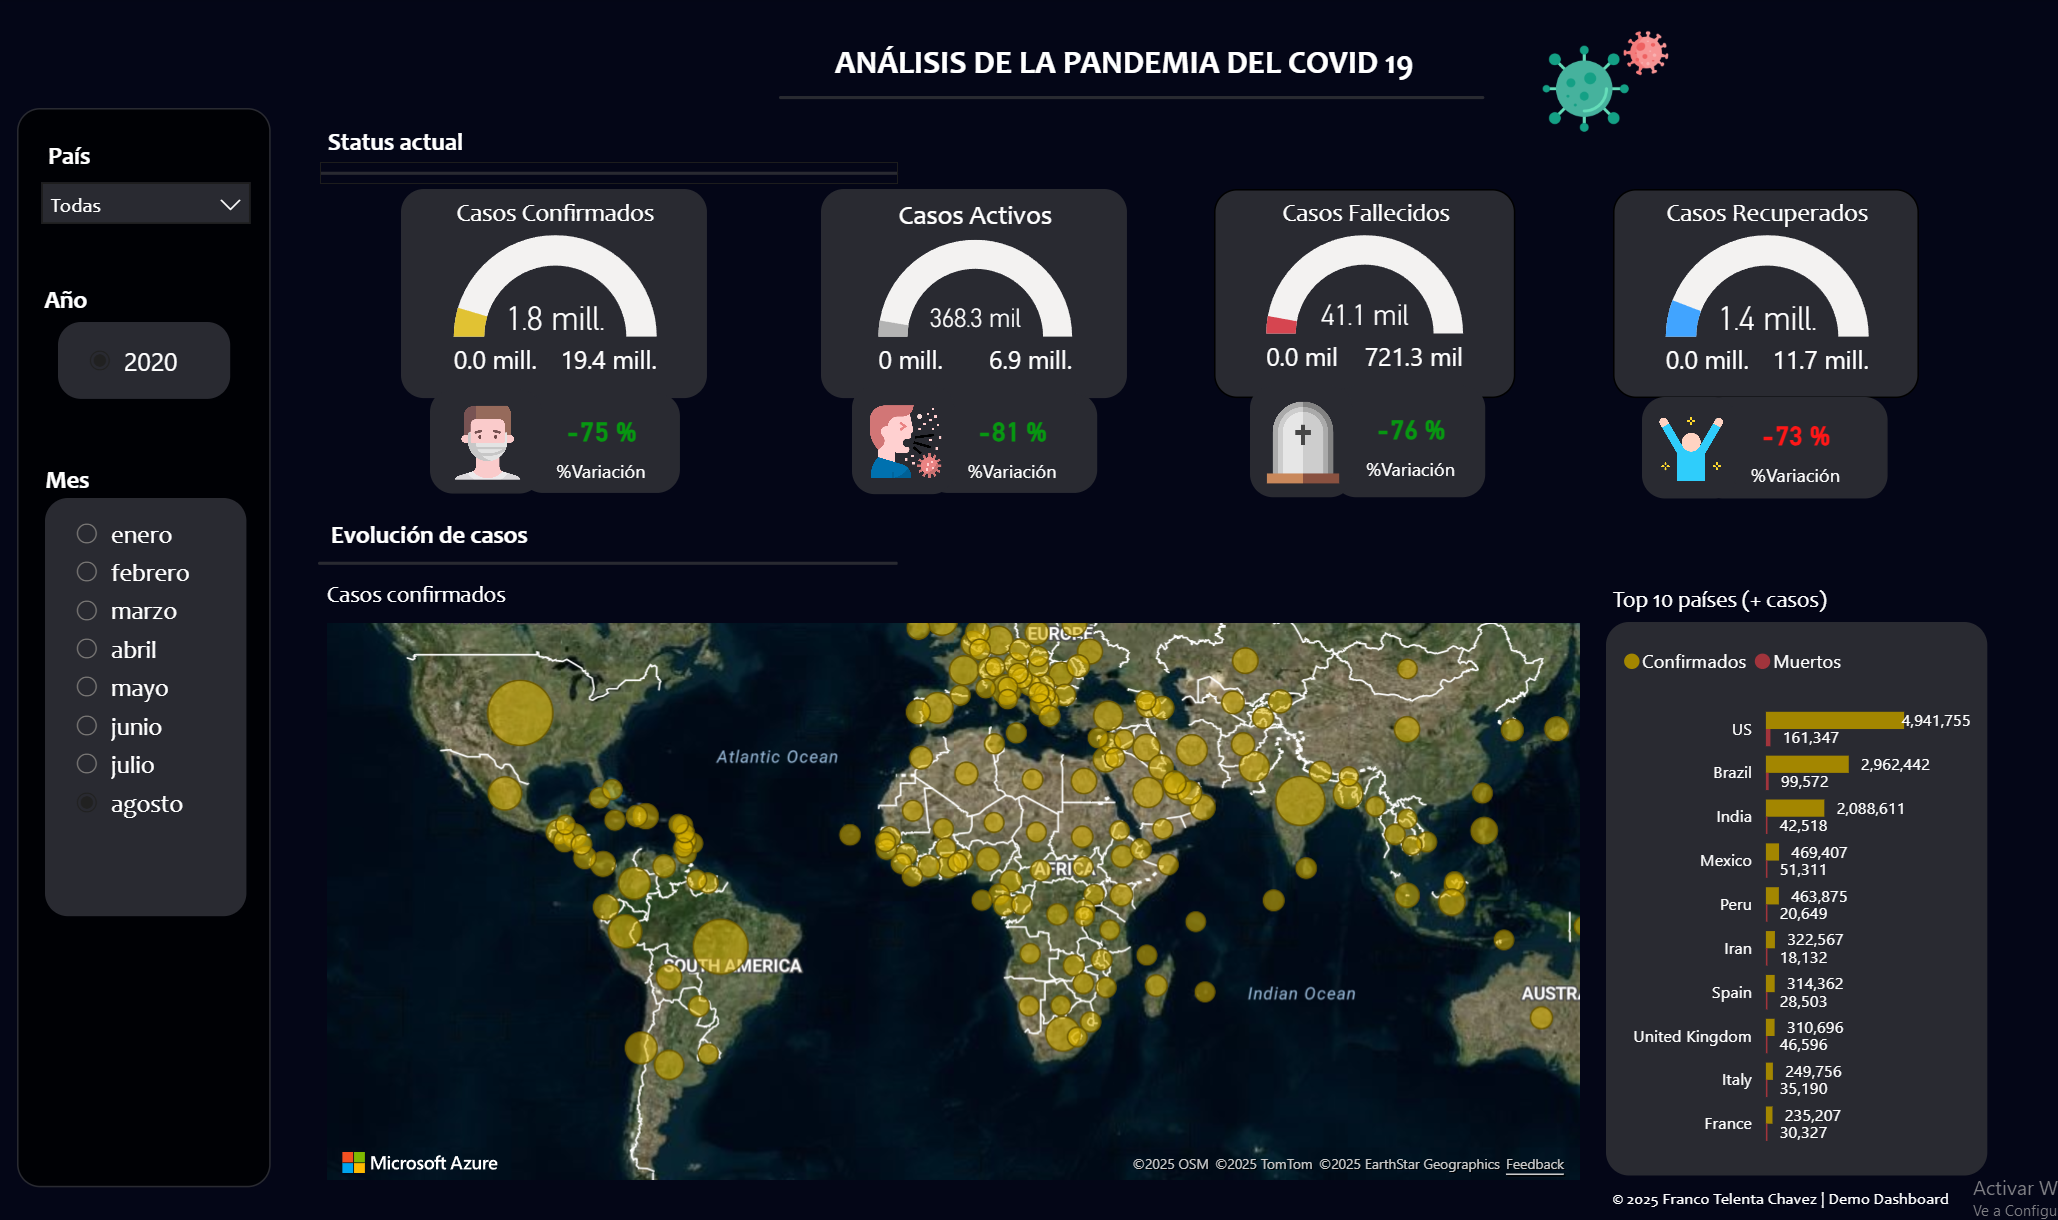 ANÁLISIS DE LA PANDEMIA DEL COVID 19
País
Todas
Año
2020
Mes
enero
febrero
marzo
abril
mayo
junio
julio
agosto
Status actual
Casos Confirmados
1.8 mill.
0.0 mill. 19.4 mill.
-75 %
%Variación
Casos Activos
368.3 mil
0 mill. 6.9 mill.
-81 %
%Variación
Casos Fallecidos
41.1 mil
0.0 mil 721.3 mil
-76 %
%Variación
Casos Recuperados
1.4 mill.
0.0 mill. 11.7 mill.
-73 %
%Variación
Evolución de casos
Casos confirmados
EUROPE
Atlantic Ocean
AFRICA
SOUTH AMERICA
Indian Ocean
AUSTRA
Microsoft Azure
©2025 OSM ©2025 TomTom ©2025 EarthStar Geographics Feedback
Top 10 países (+ casos)
Confirmados Muertos
US 4,941,755
161,347
Brazil 2,962,442
99,572
India 2,088,611
42,518
Mexico 469,407
51,311
Peru 463,875
20,649
Iran 322,567
18,132
Spain 314,362
28,503
United Kingdom 310,696
46,596
Italy 249,756
35,190
France 235,207
30,327
© 2025 Franco Telenta Chavez | Demo Dashboard
Activar W
Ve a Configu